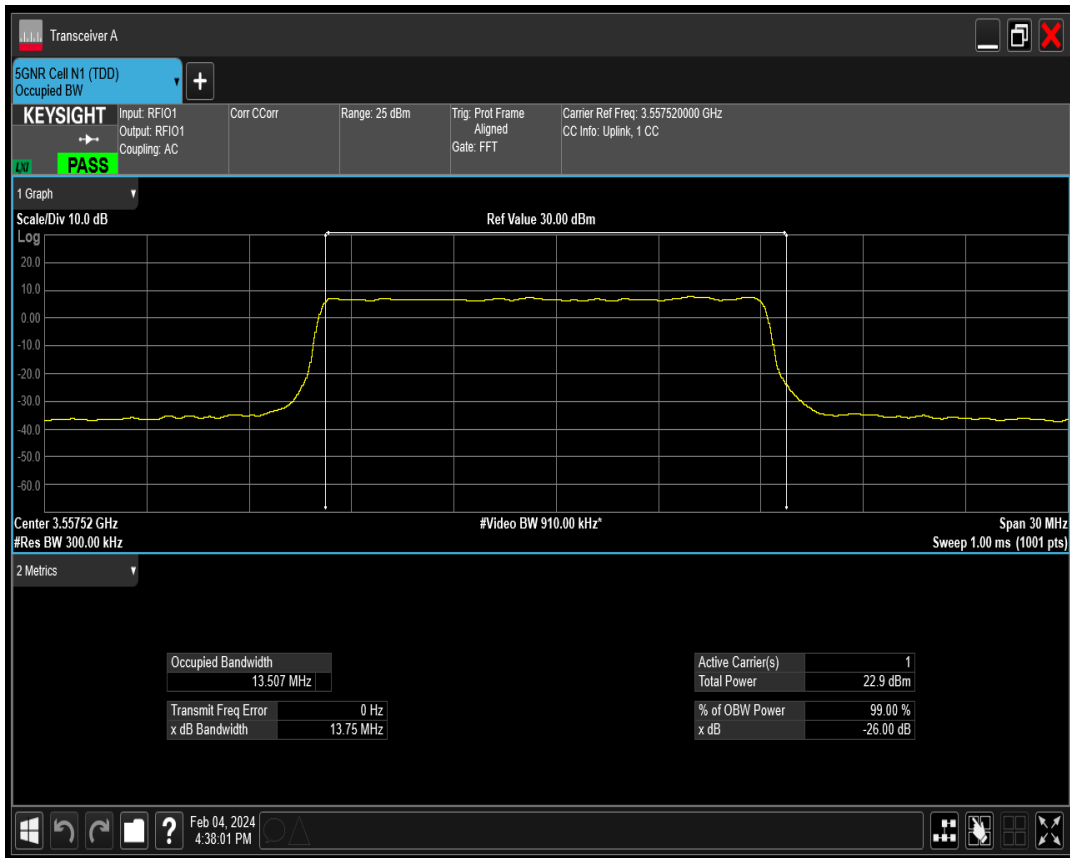 Transceiver A
5GNR Cell N1 (TDD)
Occupied BW
+
KEYSIGHT
LXI
PASS
Input: RFIO1
Output: RFIO1
Coupling: AC
Corr CCorr
Range: 25 dBm
Trig: Prot Frame
Aligned
Gate: FFT
Carrier Ref Freq: 3.557520000 GHz
CC Info: Uplink, 1 CC
1 Graph
Scale/Div 10.0 dB
Ref Value 30.00 dBm
Log
20.0
10.0
0.00
-10.0
-20.0
-30.0
-40.0
-50.0
-60.0
Center 3.55752 GHz
#Video BW 910.00 kHz*
Span 30 MHz
#Res BW 300.00 kHz
Sweep 1.00 ms (1001 pts)
2 Metrics
Occupied Bandwidth
13.507 MHz
Transmit Freq Error 0 Hz
x dB Bandwidth 13.75 MHz
Active Carrier(s) 1
Total Power 22.9 dBm
% of OBW Power 99.00 %
x dB -26.00 dB
?
Feb 04, 2024
4:38:01 PM